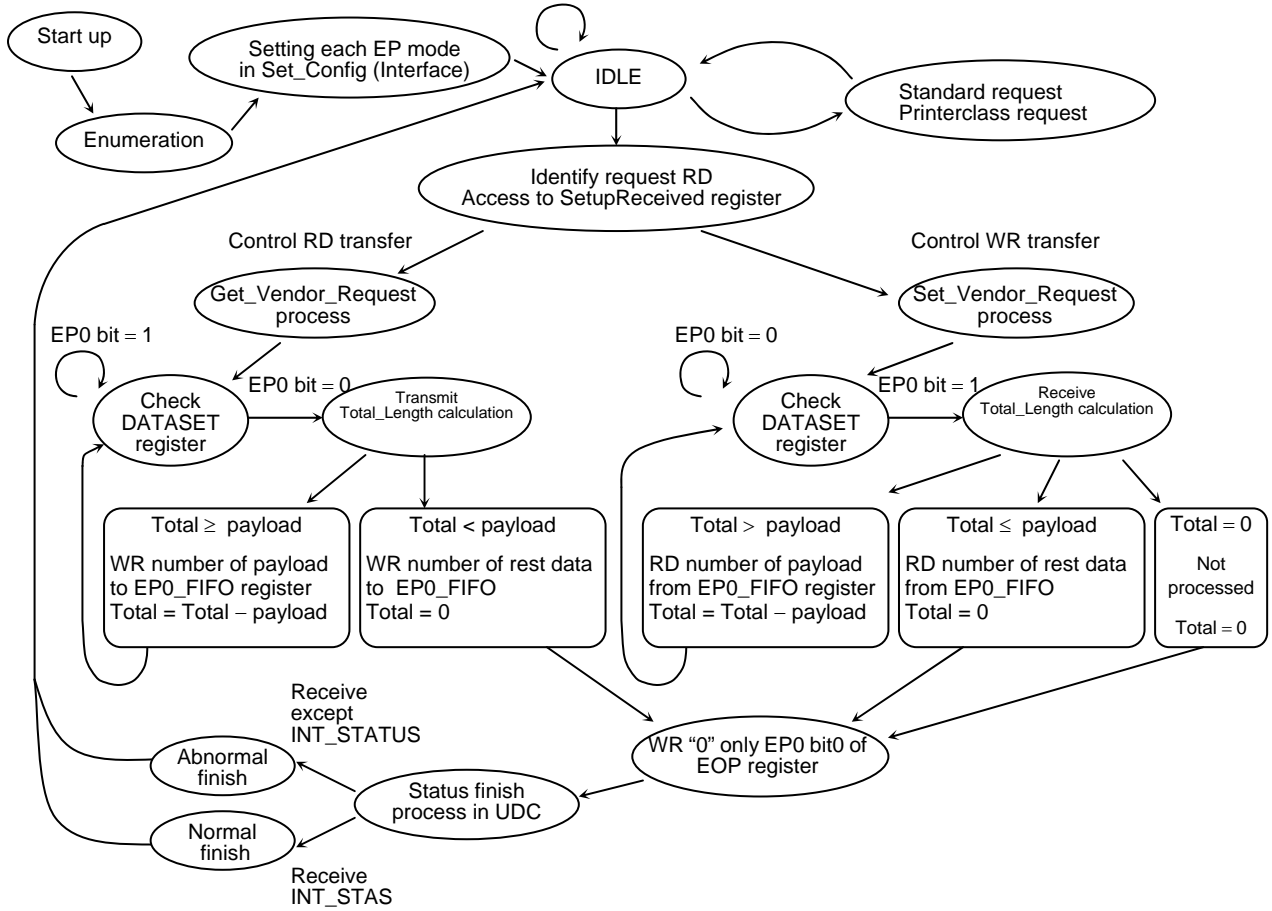 Start up
Setting each EP mode
in Set_Config (Interface)
IDLE
Standard request
Printerclass request
Enumeration
Identify request RD
Access to SetupReceived register
Control RD transfer
Control WR transfer
Get_Vendor_Request
process
Set_Vendor_Request
process
EP0 bit = 1
EP0 bit = 0
Check
DATASET
register
EP0 bit = 0
Transmit
Total_Length calculation
Check
DATASET
register
EP0 bit = 1
Receive
Total_Length calculation
Total ≥ payload
WR number of payload
to EP0_FIFO register
Total = Total − payload
Total < payload
WR number of rest data
to EP0_FIFO
Total = 0
Total > payload
RD number of payload
from EP0_FIFO register
Total = Total − payload
Total ≤ payload
RD number of rest data
from EP0_FIFO
Total = 0
Total = 0
Not
processed
Total = 0
Receive
except
INT_STATUS
Abnormal
finish
WR “0” only EP0 bit0 of
EOP register
Status finish
process in UDC
Normal
finish
Receive
INT_STAS